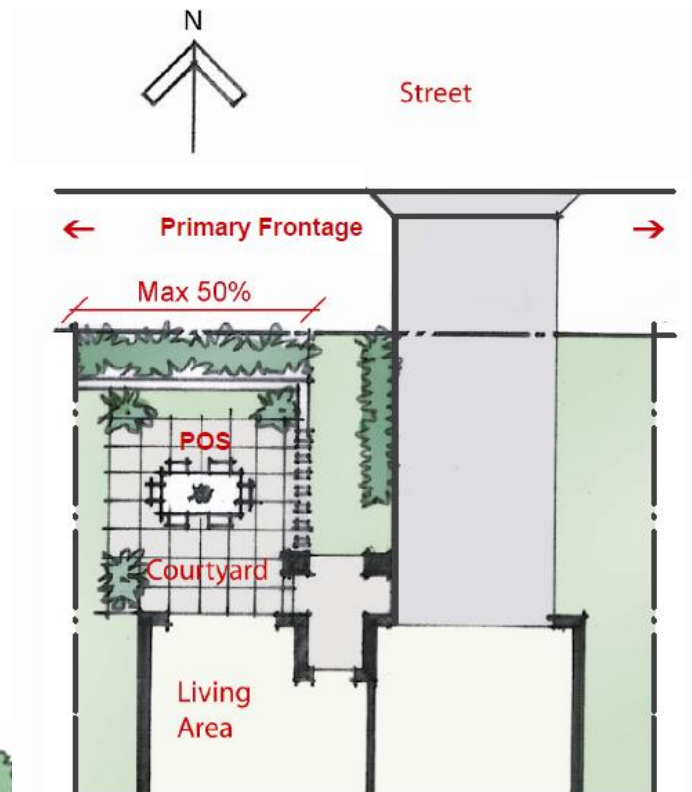 N
Street
Primary Frontage
Max 50%
POS
Courtyard
Living
Area